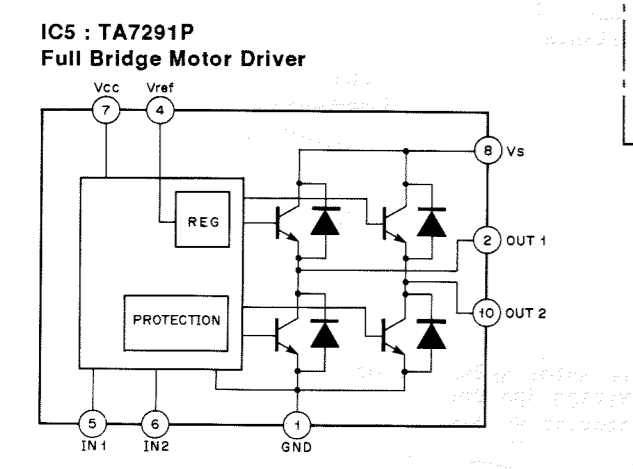 IC5 : TA7291P
Full Bridge Motor Driver
Vcc Vref
7 4
8 Vs
REG
2 OUT 1
PROTECTION
10 OUT 2
5 6 1
IN1 IN2 GND